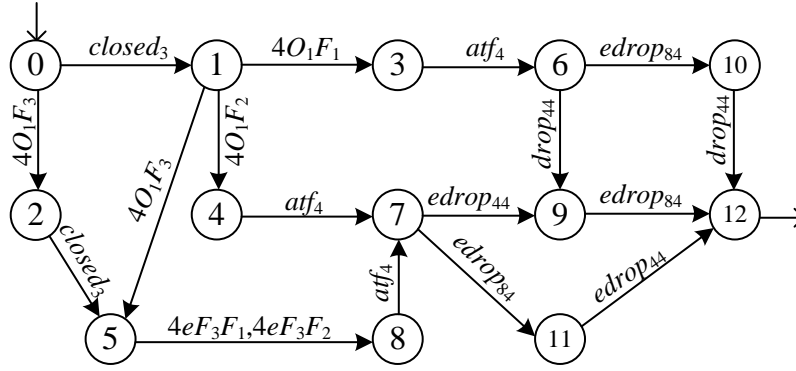 closed₃ 4O₁F₁ atf₄ edrop₈₄
0 1 3 6 10
4O₁F₃ 4O₁F₃ 4O₁F₂ drop₄₄ drop₄₄
atf₄ edrop₄₄ edrop₈₄
2 4 7 9 12
closed₃ atf₄ edrop₈₄ edrop₄₄
4eF₃F₁,4eF₃F₂
5 8 11